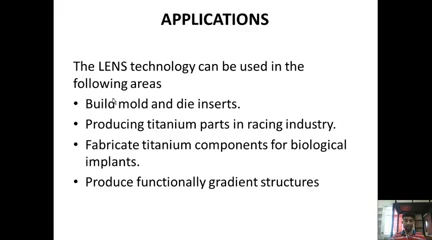 APPLICATIONS
The LENS technology can be used in the
following areas
• Build mold and die inserts.
• Producing titanium parts in racing industry.
• Fabricate titanium components for biological
implants.
• Produce functionally gradient structures